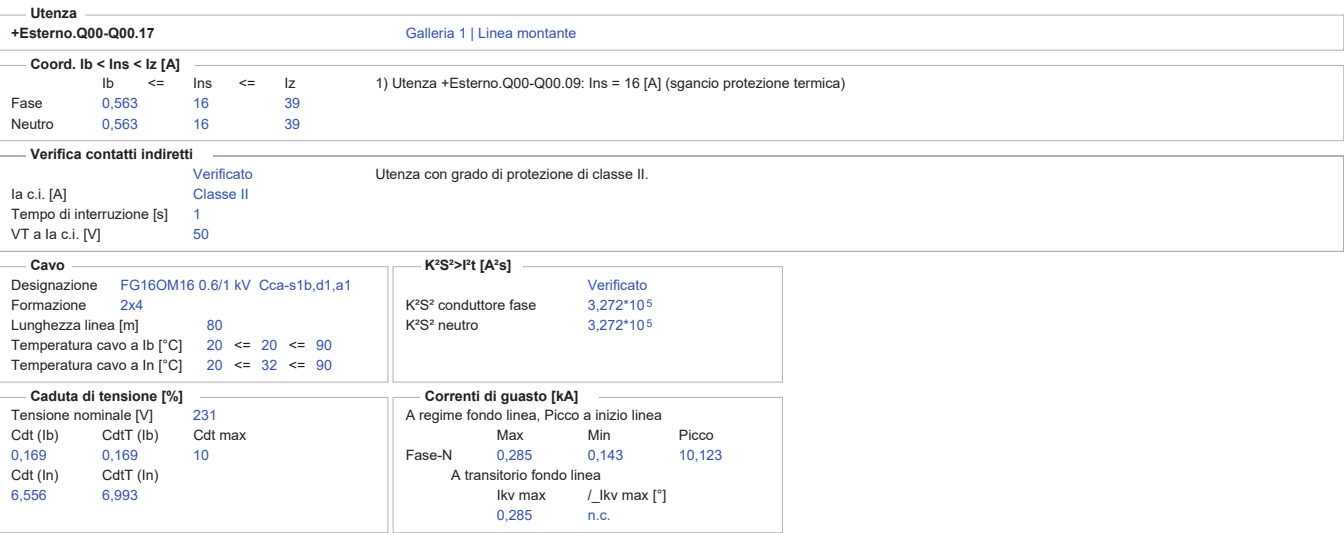 Utenza
+Esterno.Q00-Q00.17 Galleria 1 | Linea montante
Coord. Ib < Ins < Iz [A]
Ib <= Ins <= Iz 1) Utenza +Esterno.Q00-Q00.09: Ins = 16 [A] (sgancio protezione termica)
Fase 0,563 16 39
Neutro 0,563 16 39
Verifica contatti indiretti
Verificato Utenza con grado di protezione di classe II.
Ia c.i. [A] Classe II
Tempo di interruzione [s] 1
VT a Ia c.i. [V] 50
Cavo
Designazione FG16OM16 0.6/1 kV Cca-s1b,d1,a1
Formazione 2x4
Lunghezza linea [m] 80
Temperatura cavo a Ib [°C] 20 <= 20 <= 90
Temperatura cavo a In [°C] 20 <= 32 <= 90
K²S²>I²t [A²s]
Verificato
K²S² conduttore fase 3,272*10⁵
K²S² neutro 3,272*10⁵
Caduta di tensione [%]
Tensione nominale [V] 231
Cdt (Ib) CdtT (Ib) Cdt max
0,169 0,169 10
Cdt (In) CdtT (In)
6,556 6,993
Correnti di guasto [kA]
A regime fondo linea, Picco a inizio linea
Max Min Picco
Fase-N 0,285 0,143 10,123
A transitorio fondo linea
Ikv max /_Ikv max [°]
0,285 n.c.